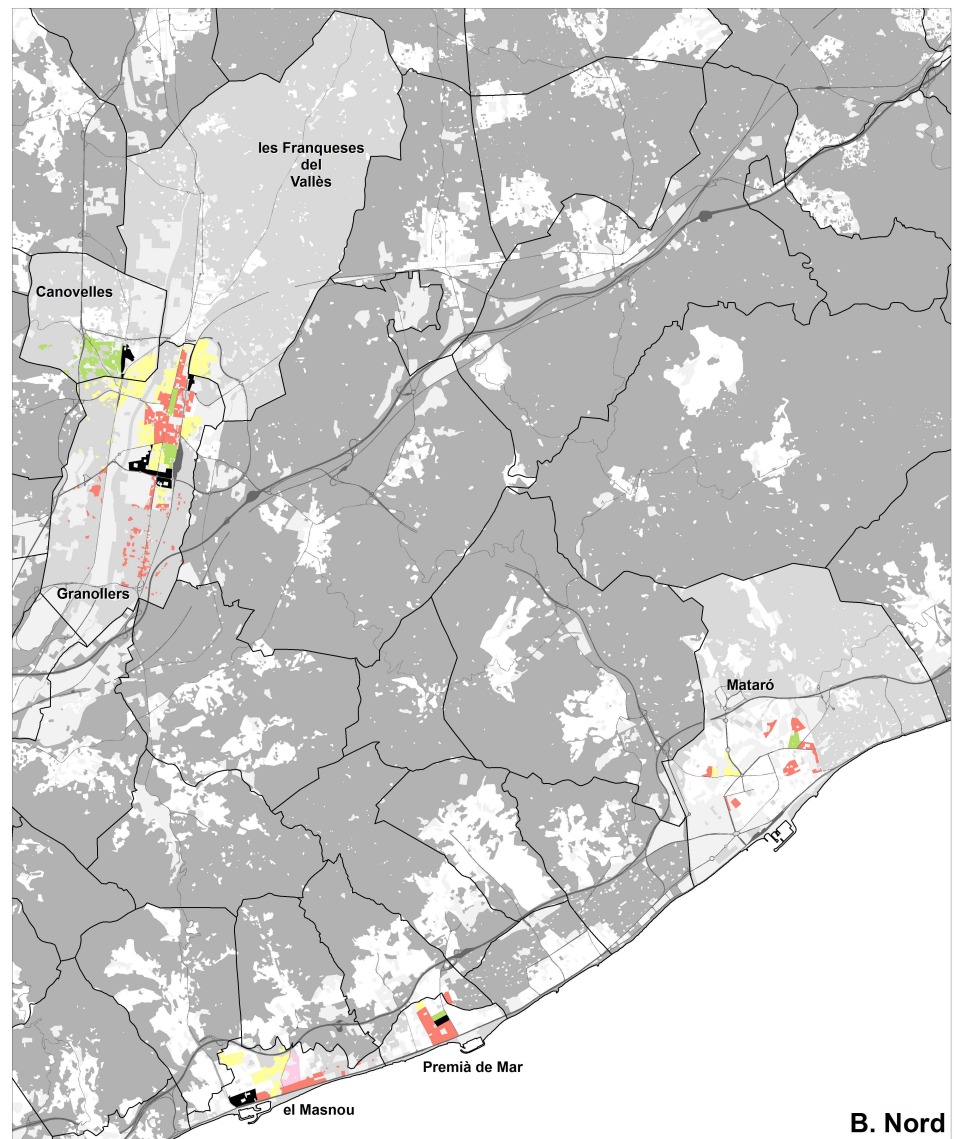 les Franqueses
del
Vallès
Canovelles
Granollers
Mataró
Premià de Mar
el Masnou
B. Nord